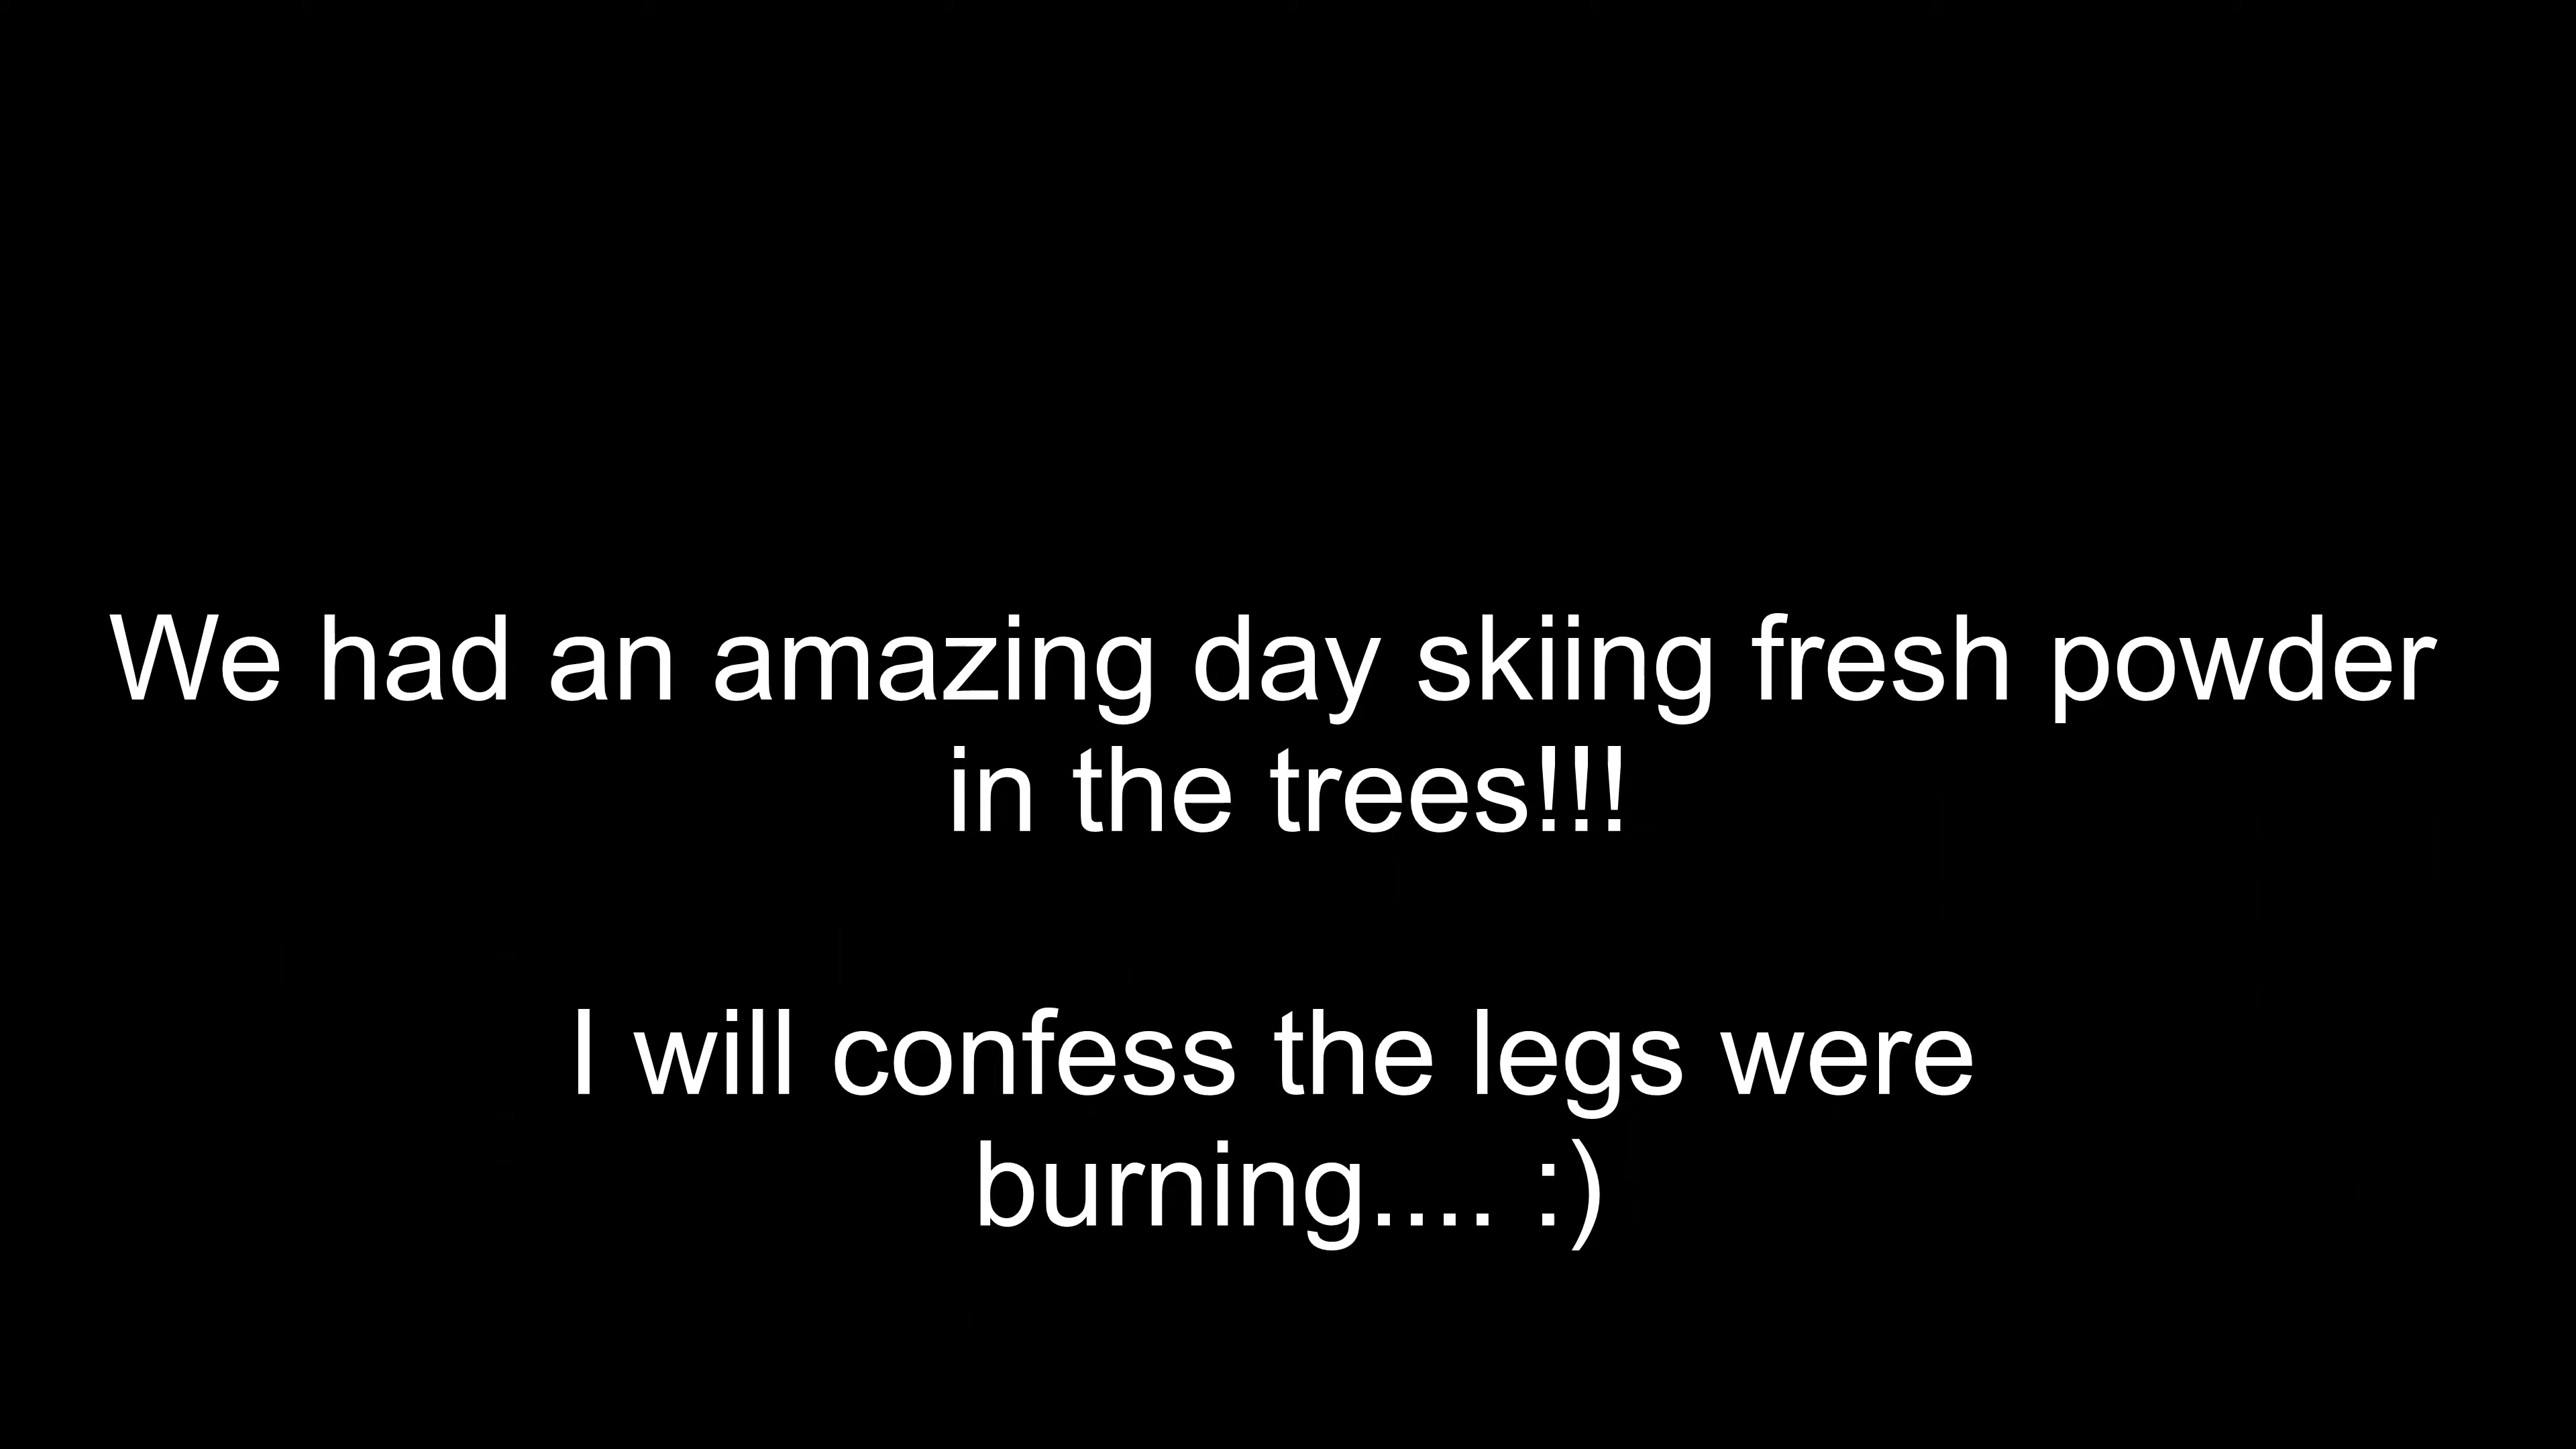 We had an amazing day skiing fresh powder
in the trees!!!
I will confess the legs were
burning.... :)